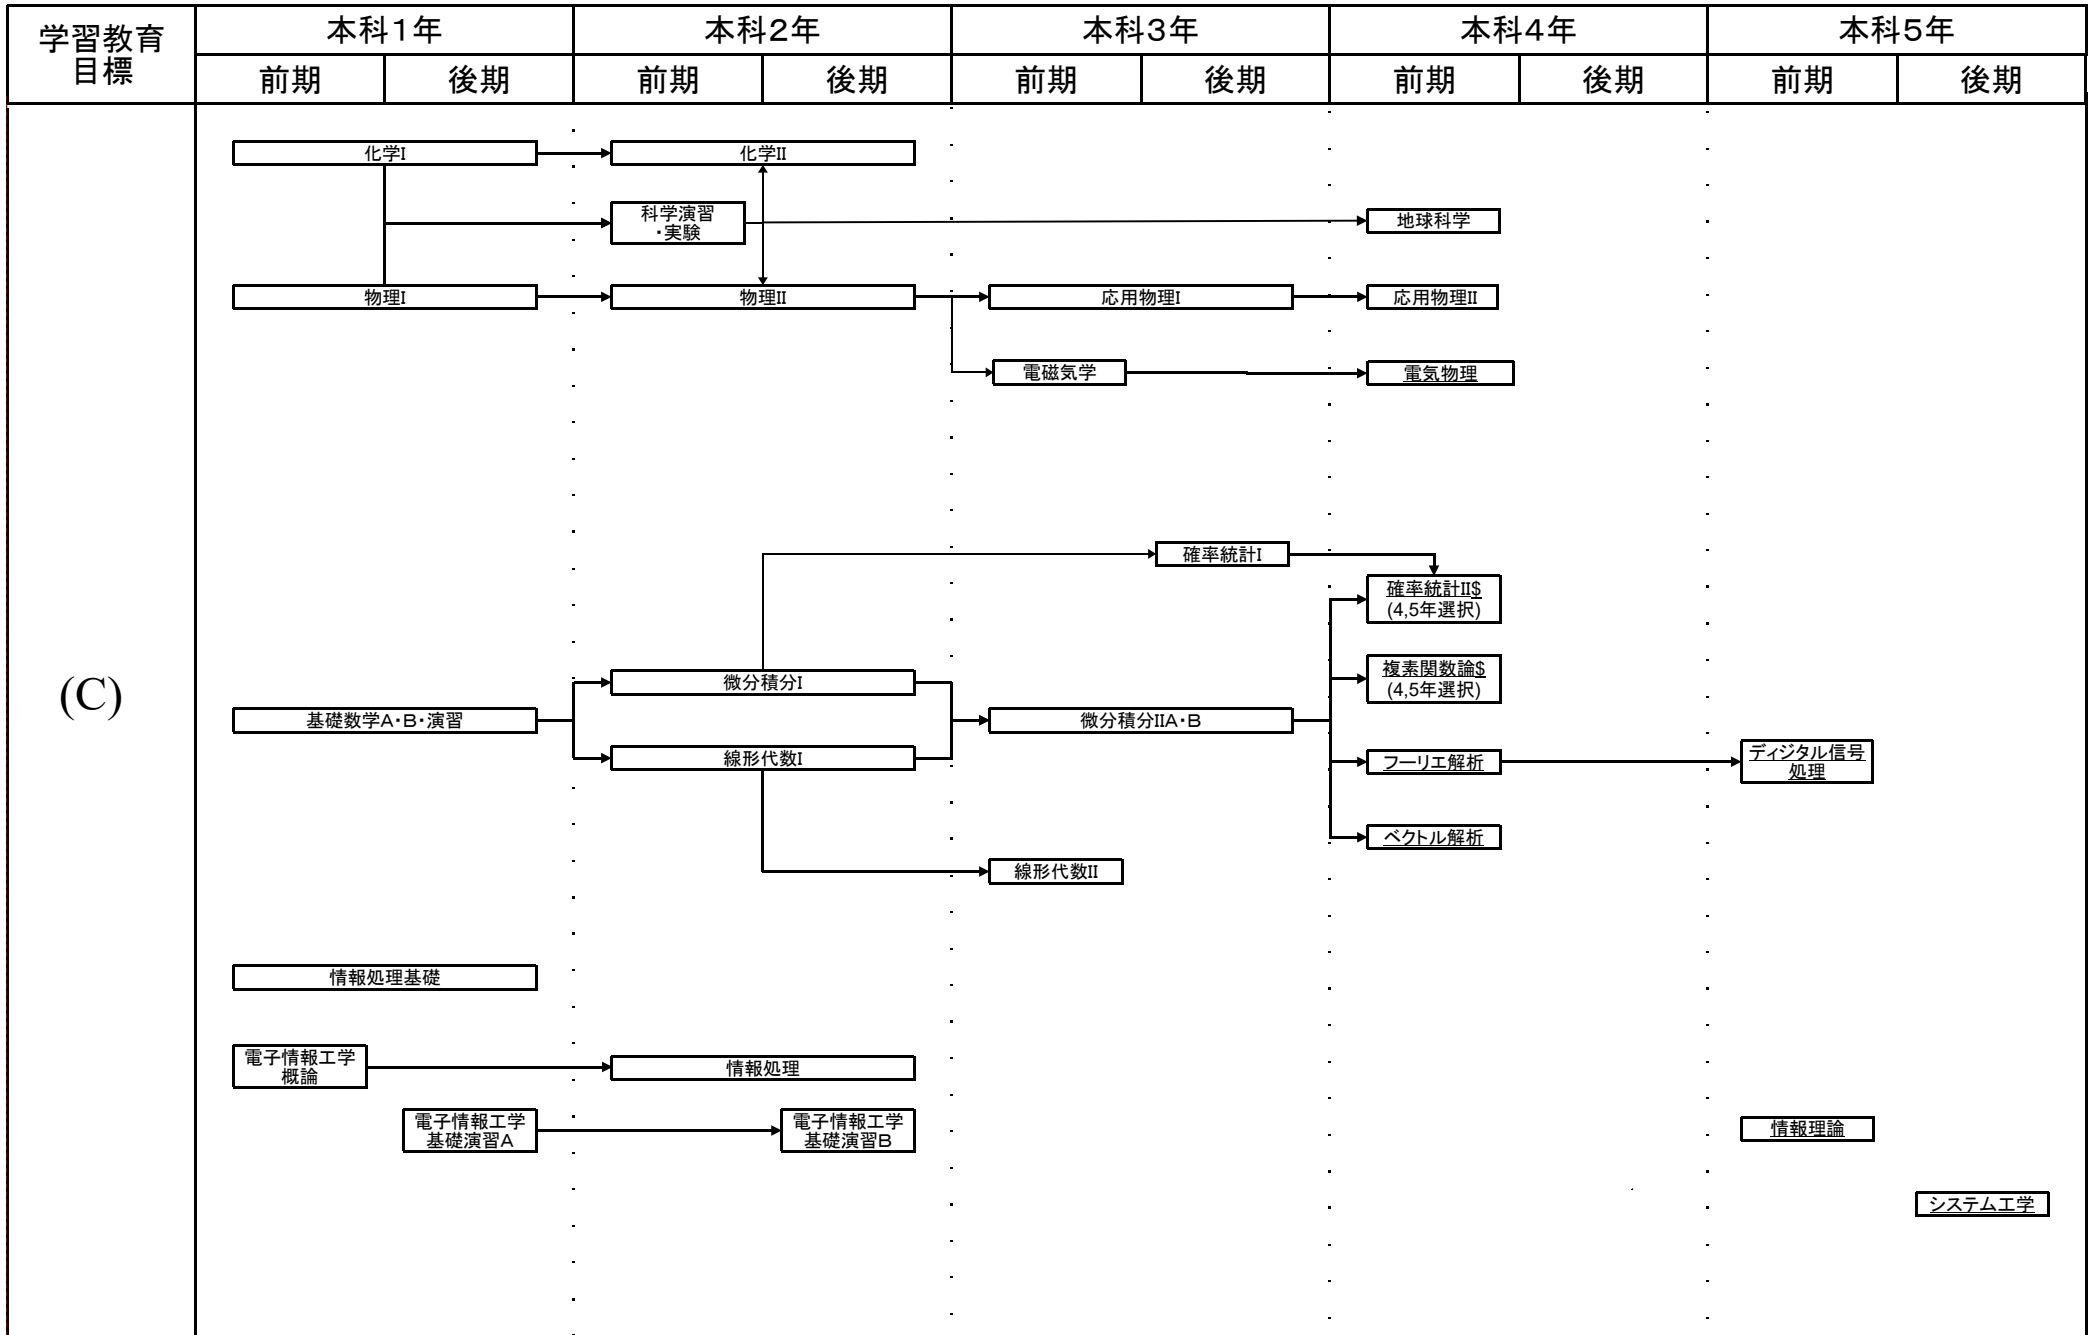 学習教育
目標
本科1年
本科2年
本科3年
本科4年
本科5年
前期
後期
前期
後期
前期
後期
前期
後期
前期
後期
(C)
化学I
化学II
科学演習
・実験
地球科学
物理I
物理II
応用物理I
応用物理II
電磁気学
電気物理
確率統計I
確率統計II$
(4,5年選択)
複素関数論$
(4,5年選択)
微分積分I
基礎数学A・B・演習
微分積分IIA・B
線形代数I
フーリエ解析
ディジタル信号
処理
ベクトル解析
線形代数II
情報処理基礎
電子情報工学
概論
情報処理
電子情報工学
基礎演習A
電子情報工学
基礎演習B
情報理論
システム工学